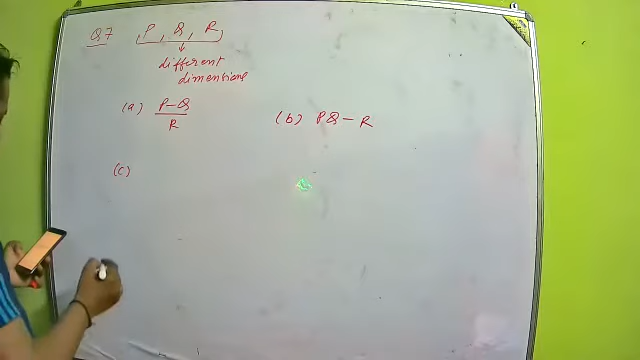 Q7 P, Q, R,
different
dimensions
(a) P-Q/R
(b) PQ-R
(c)